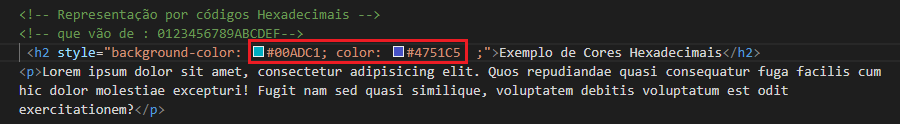 <!-- Representação por códigos Hexadecimais -->
<!-- que vão de : 0123456789ABCDEF-->
<h2 style="background-color: #00ADC1; color: #4751C5 ;">Exemplo de Cores Hexadecimais</h2>
<p>Lorem ipsum dolor sit amet, consectetur adipisicing elit. Quos repudiandae quasi consequatur fuga facilis cum
hic dolor molestiae excepturi! Fugit nam sed quasi similique, voluptatem debitis voluptatum est odit
exercitationem?</p>